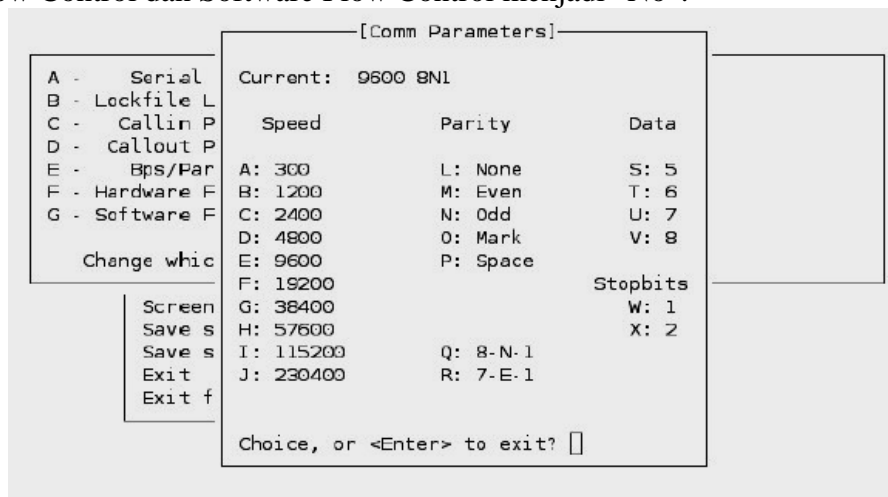 Control dan Software Flow Control menjadi "No".
[Comm Parameters]
A - Serial
B - Lockfile L
C - Callin P
D - Callout P
E - Bps/Par
F - Hardware F
G - Software F
Change whic
Screen
Save s
Save s
Exit
Exit f
Current: 9600 8N1
Speed Parity Data
A: 300 L: None S: 5
B: 1200 M: Even T: 6
C: 2400 N: Odd U: 7
D: 4800 O: Mark V: 8
E: 9600 P: Space
F: 19200 Stopbits
G: 38400 W: 1
H: 57600 X: 2
I: 115200 Q: 8-N-1
J: 230400 R: 7-E-1
Choice, or <Enter> to exit?